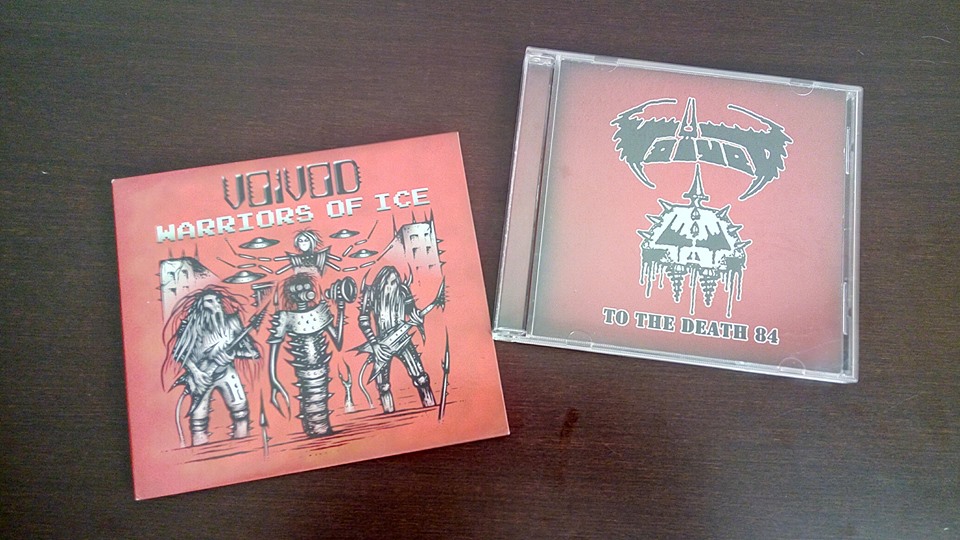 VOIVOD
WARRIORS OF ICE
VOIVOD
TO THE DEATH 84